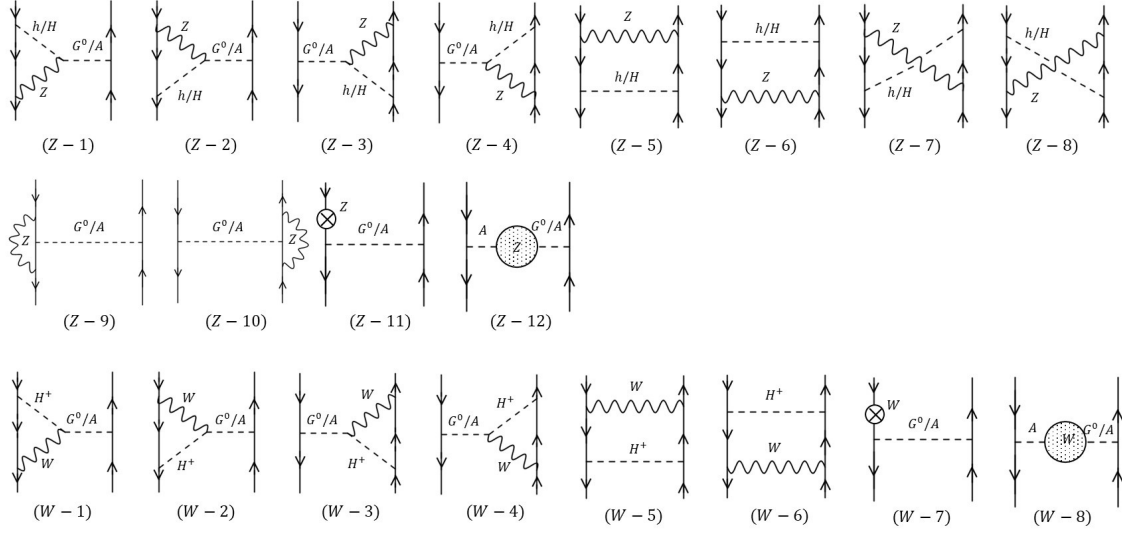 h/H G⁰/A Z
(Z − 1)
Z G⁰/A h/H
(Z − 2)
G⁰/A Z h/H
(Z − 3)
G⁰/A h/H Z
(Z − 4)
Z h/H
(Z − 5)
h/H Z
(Z − 6)
Z h/H
(Z − 7)
h/H Z
(Z − 8)
Z G⁰/A
(Z − 9)
G⁰/A Z
(Z − 10)
Z G⁰/A
(Z − 11)
A Z G⁰/A
(Z − 12)
H⁺ G⁰/A W
(W − 1)
W G⁰/A H⁺
(W − 2)
G⁰/A W H⁺
(W − 3)
G⁰/A H⁺ W
(W − 4)
W H⁺
(W − 5)
H⁺ W
(W − 6)
W G⁰/A
(W − 7)
A W G⁰/A
(W − 8)